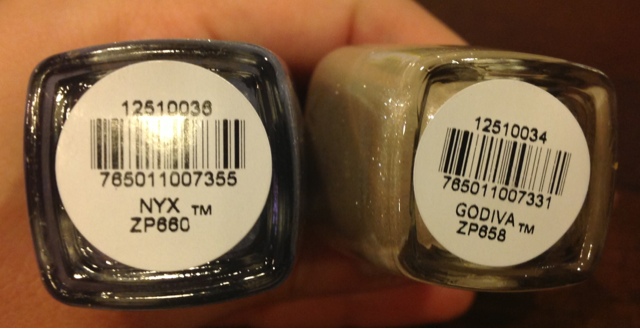 12510036
765011007355
NYX ™
ZP660
12510034
765011007331
GODIVA ™
ZP658